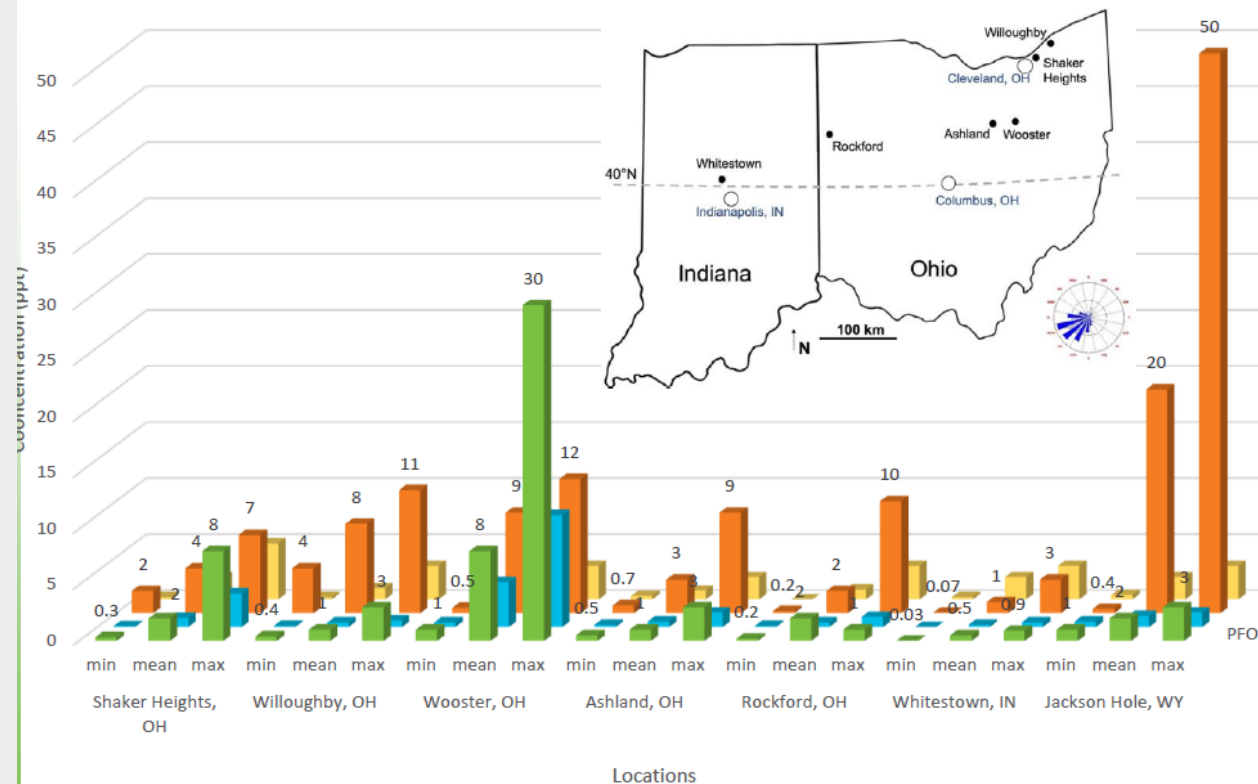 50
45
40
35
30
25
20
15
10
5
0
50
30
20
12
11
10
9
9
8
8
8
7
4
4
3
3
3
3
3
2
2
2
2
2
1
1
1
1
1
1
0.9
0.7
0.5
0.5
0.4
0.4
0.3
0.2
0.2
0.07
0.03
.5
Willoughby
Shaker
Heights
Cleveland, OH
Ashland Wooster
Rockford
Whitestown
40°N
Indianapolis, IN
Columbus, OH
Indiana
Ohio
N
100 km
PFO
min mean max min mean max min mean max min mean max min mean max min mean max min mean max
Shaker Heights, OH
Willoughby, OH
Wooster, OH
Ashland, OH
Rockford, OH
Whitestown, IN
Jackson Hole, WY
Locations